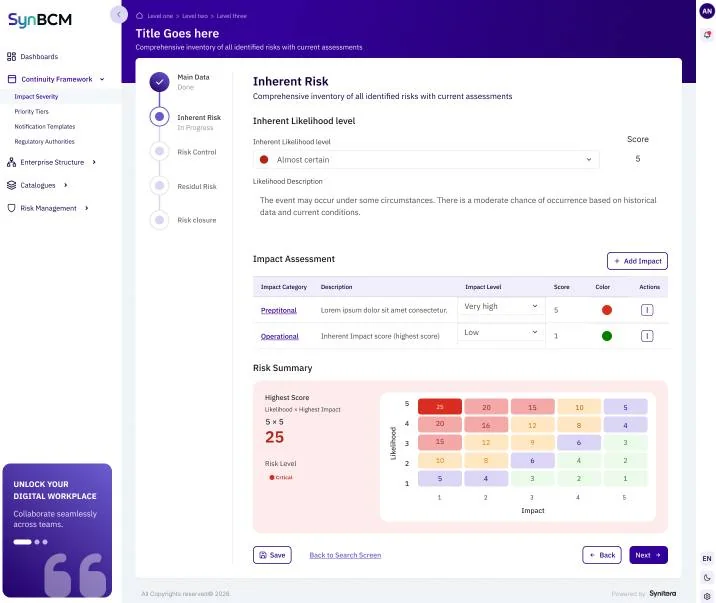 SynBCM
Dashboards
Continuity Framework
Impact Severity
Priority Tiers
Notification Templates
Regulatory Authorities
Enterprise Structure
Catalogues
Risk Management
UNLOCK YOUR
DIGITAL WORKPLACE
Collaborate seamlessly
across teams.
Level one > Level two > Level three
Title Goes here
Comprehensive inventory of all identified risks with current assessments
AN
Main Data
Done
Inherent Risk
In Progress
Risk Control
Residul Risk
Risk closure
Inherent Risk
Comprehensive inventory of all identified risks with current assessments
Inherent Likelihood level
Inherent Likelihood level
Score
Almost certain
5
Likelihood Description
The event may occur under some circumstances. There is a moderate chance of occurrence based on historical
data and current conditions.
Impact Assessment
+ Add Impact
Impact Category Description Impact Level Score Color Actions
Preptitonal Lorem ipsum dolor sit amet consectetur. Very high 5
Operational Inherent Impact score (highest score) Low 1
Risk Summary
Highest Score
Likelihood × Highest Impact
5 × 5
25
Risk Level
Critical
Likelihood
5 25 20 15 10 5
4 20 16 12 8 4
3 15 12 9 6 3
2 10 8 6 4 2
1 5 4 3 2 1
1 2 3 4 5
Impact
Save
Back to Search Screen
← Back
Next →
All Copyrights reserved© 2026
Powered by Synitera
EN